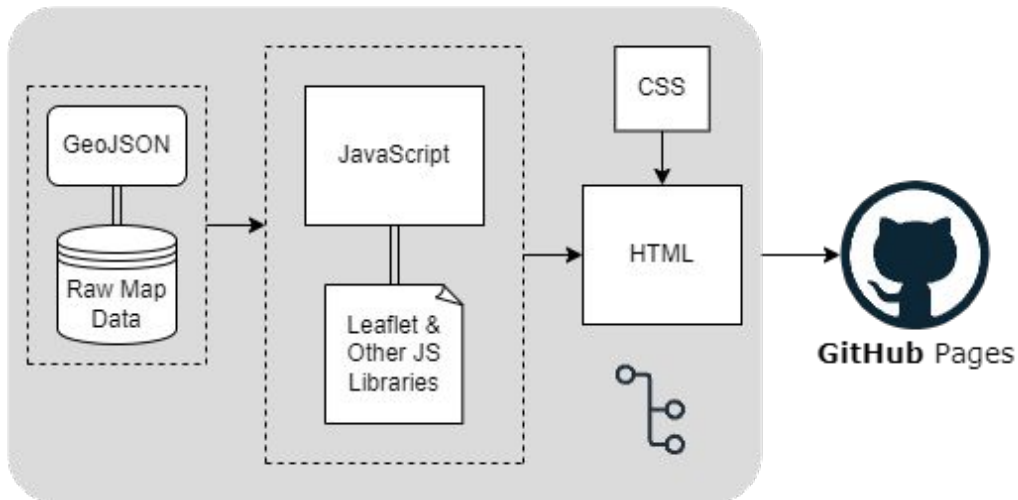 GeoJSON
Raw Map
Data
JavaScript
Leaflet &
Other JS
Libraries
CSS
HTML
GitHub Pages